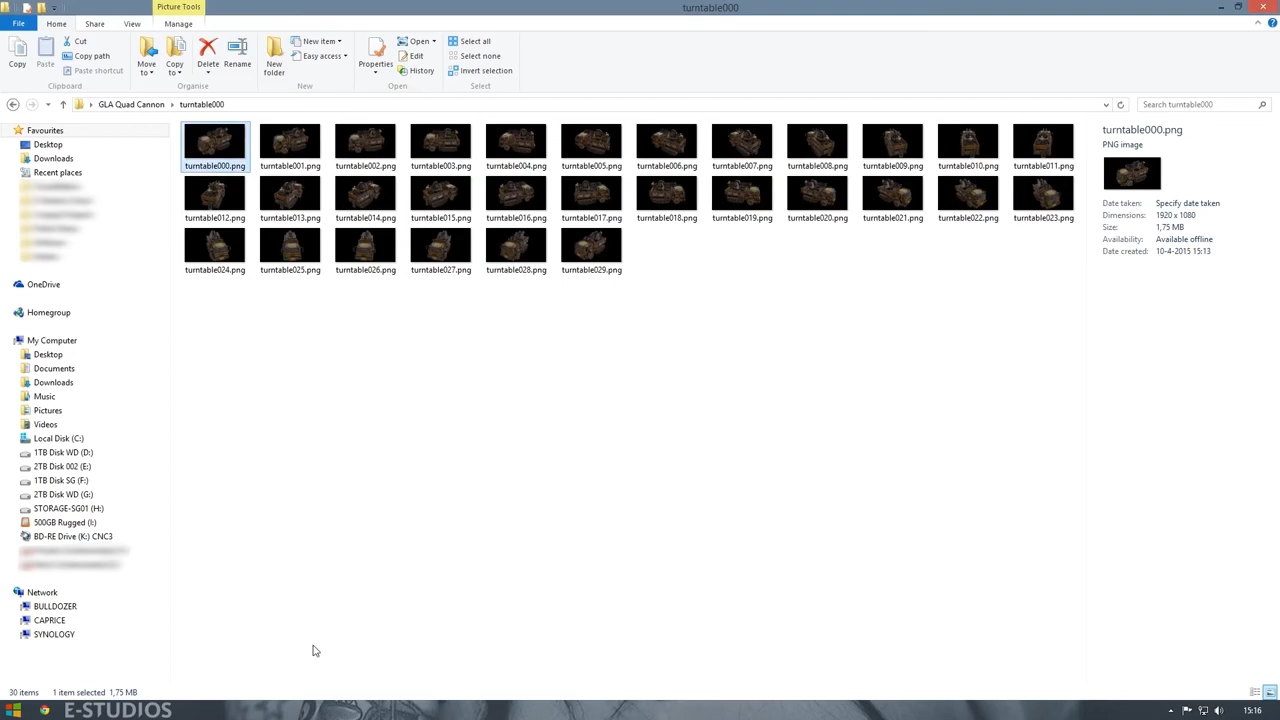 Picture Tools
turntable000
File Home Share View Manage
Copy Paste Cut Copy path Paste shortcut Clipboard
Move to Copy to Delete Rename Organise
New folder New item Easy access New
Properties Open Edit History Open
Select all Select none Invert selection Select
GLA Quad Cannon turntable000
Search turntable000
Favourites
Desktop
Downloads
Recent places
OneDrive
Homegroup
My Computer
Desktop
Documents
Downloads
Music
Pictures
Videos
Local Disk (C:)
1TB Disk WD (D:)
2TB Disk 002 (E:)
1TB Disk SG (F:)
2TB Disk WD (G:)
STORAGE-SG01 (H:)
500GB Rugged (I:)
BD-RE Drive (K:) CNC3
Network
BULLDOZER
CAPRICE
SYNOLOGY
turntable000.png turntable001.png turntable002.png turntable003.png turntable004.png turntable005.png turntable006.png turntable007.png turntable008.png turntable009.png turntable010.png turntable011.png
turntable012.png turntable013.png turntable014.png turntable015.png turntable016.png turntable017.png turntable018.png turntable019.png turntable020.png turntable021.png turntable022.png turntable023.png
turntable024.png turntable025.png turntable026.png turntable027.png turntable028.png turntable029.png
turntable000.png
PNG image
Date taken: Specify date taken
Dimensions: 1920 x 1080
Size: 1,75 MB
Availability: Available offline
Date created: 10-4-2015 15:13
30 items 1 item selected 1,75 MB
E-STUDIOS
15:16